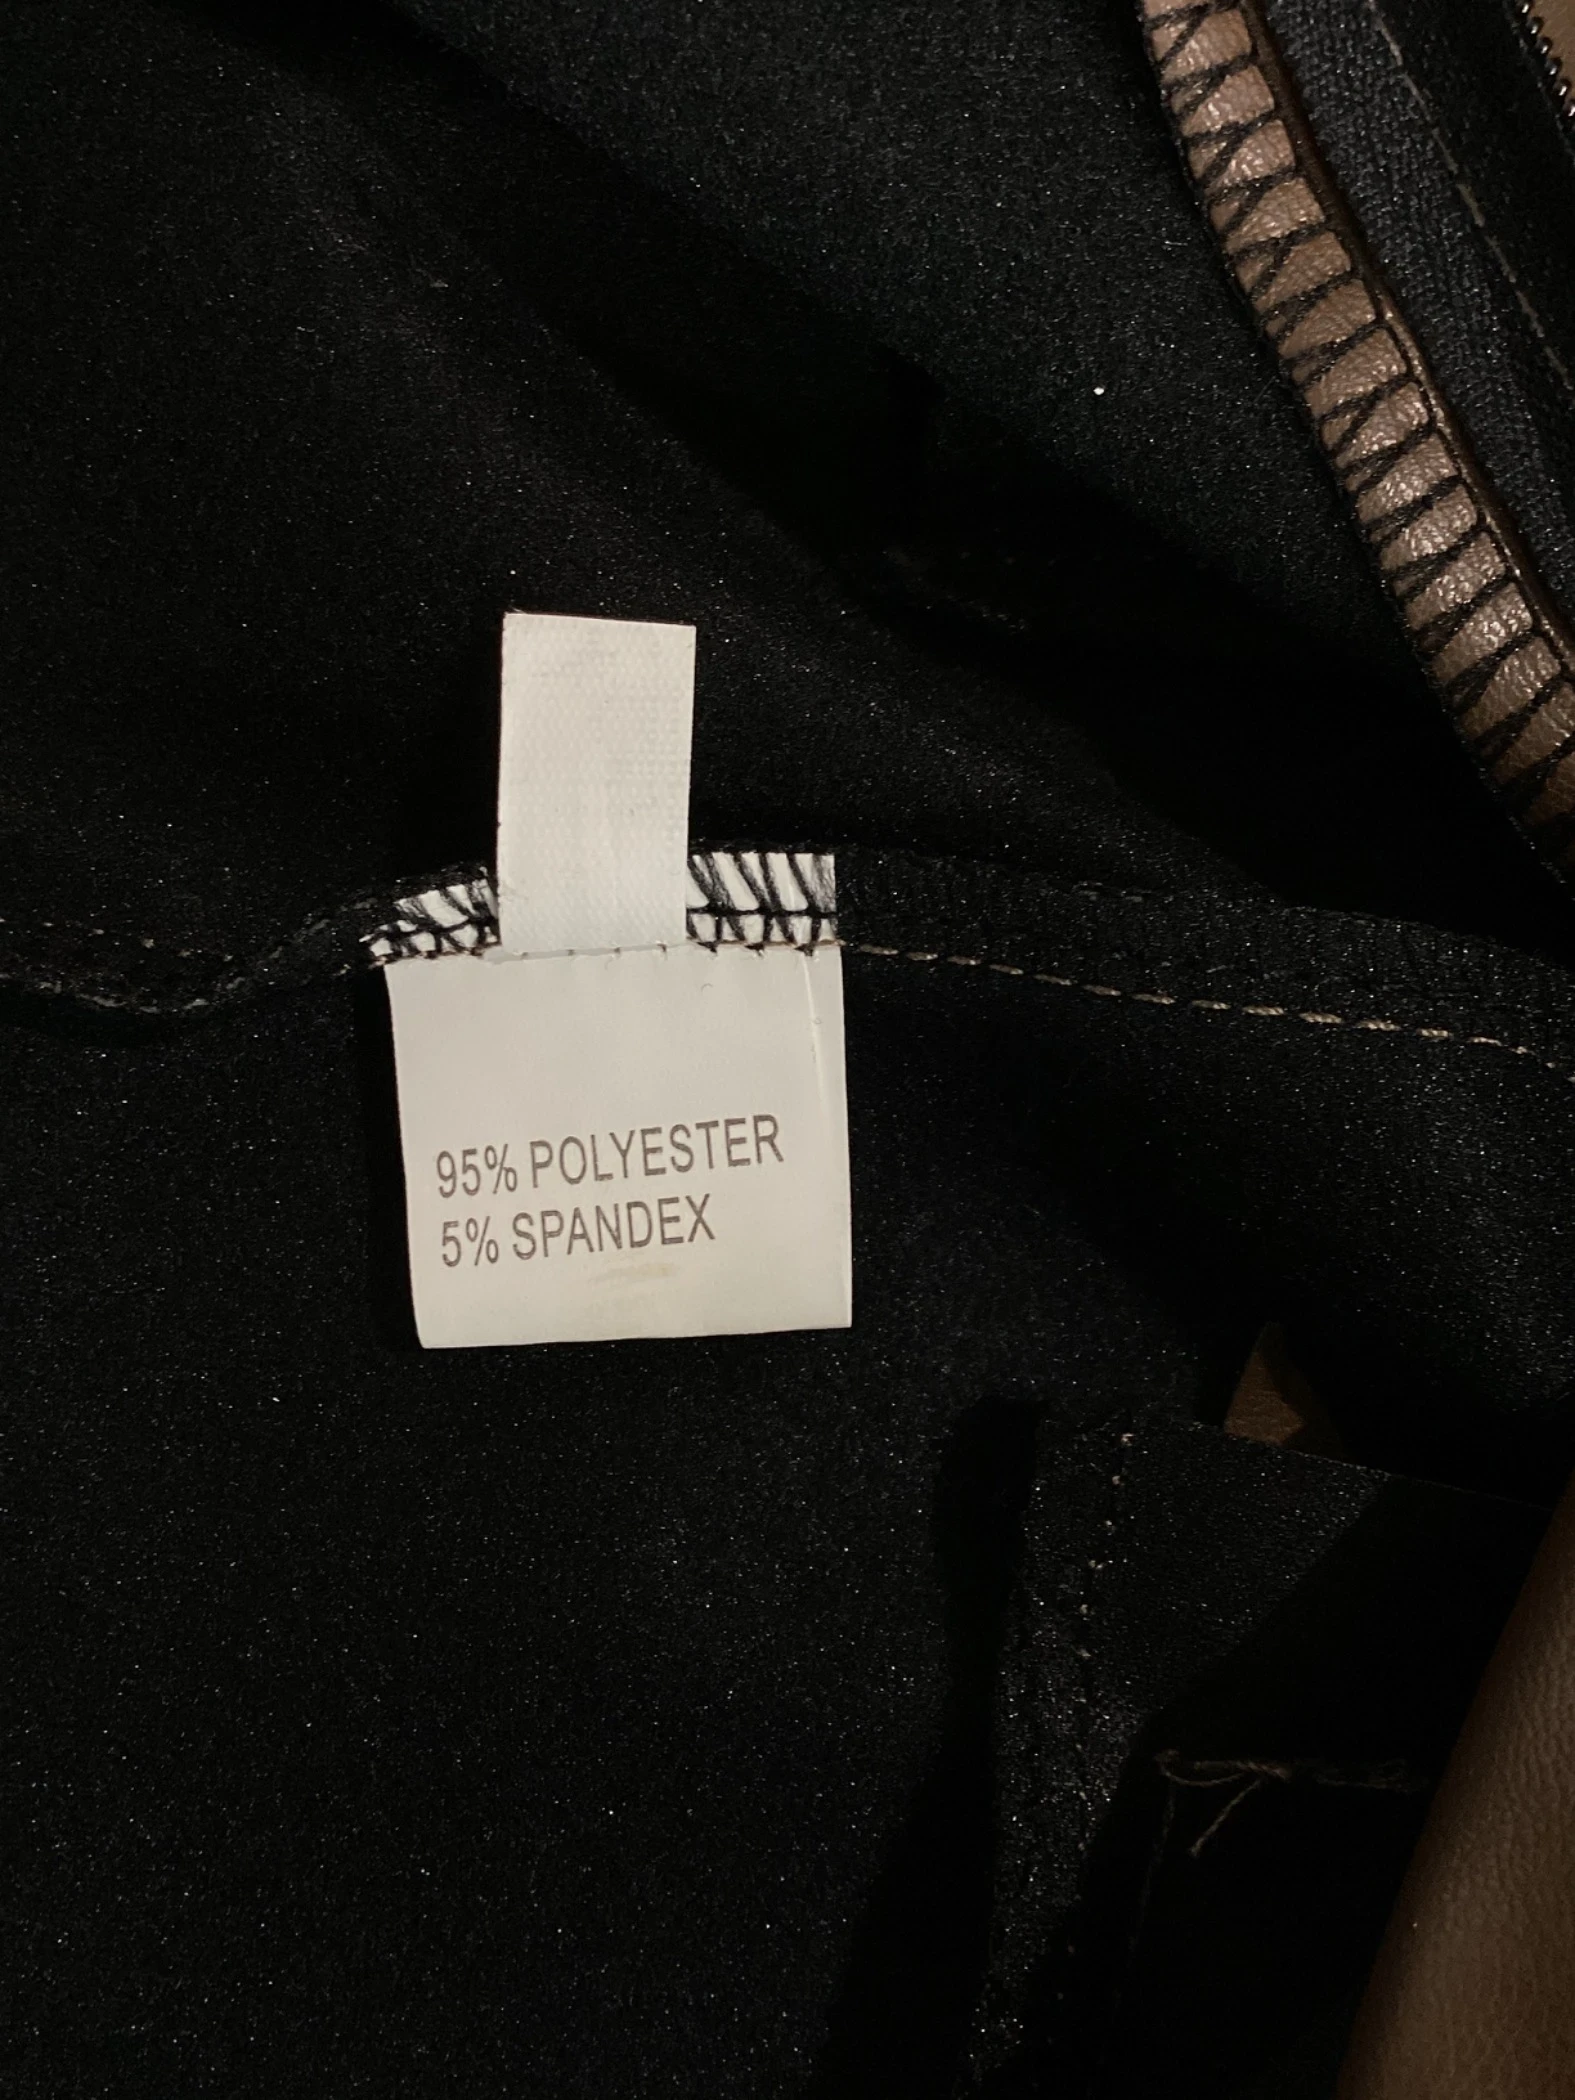 95% POLYESTER
5% SPANDEX